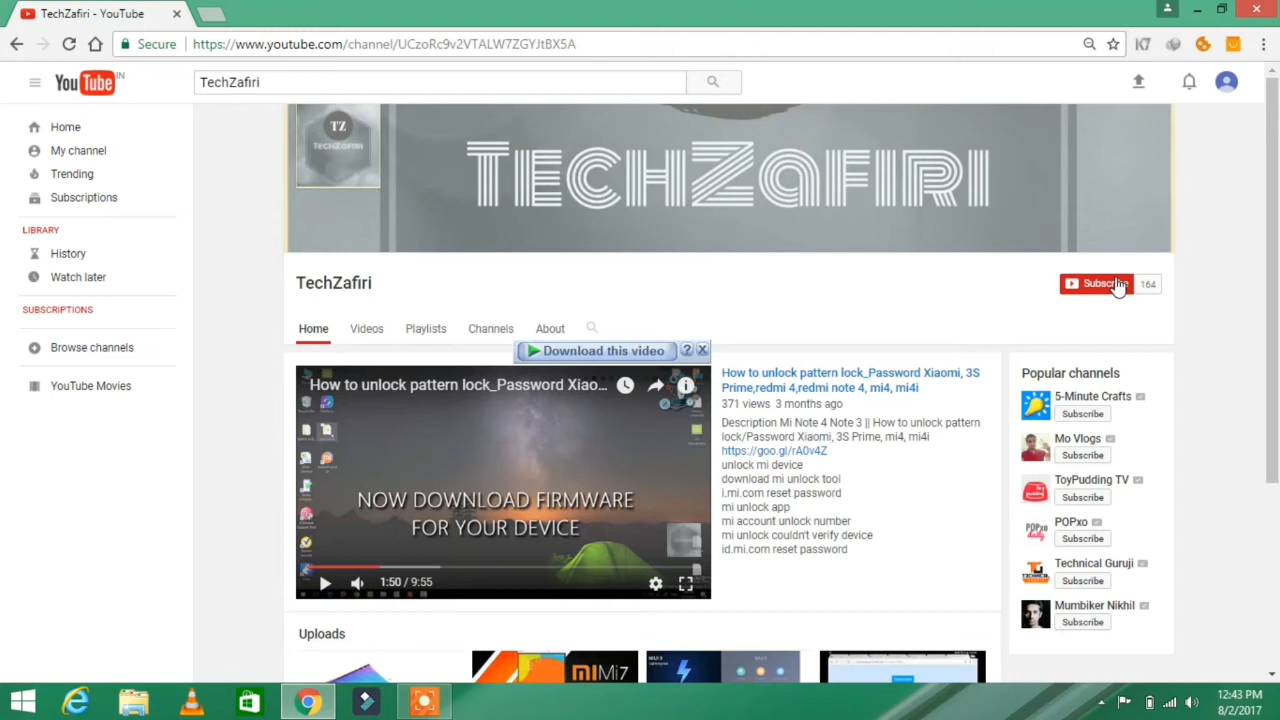 TechZafiri - YouTube
Secure
https://www.youtube.com/channel/UCzoRc9v2VTALW7ZGYJtBX5A
YouTube IN
TechZafiri
Home
My channel
Trending
Subscriptions
LIBRARY
History
Watch later
SUBSCRIPTIONS
Browse channels
YouTube Movies
TZ
TECHZAFIRI
TECHZAFIRI
TechZafiri
Subscribe
164
Home
Videos
Playlists
Channels
About
Download this video
How to unlock pattern lock_Password Xiao...
NOW DOWNLOAD FIRMWARE
FOR YOUR DEVICE
1:50 / 9:55
How to unlock pattern lock_Password Xiaomi, 3S
Prime,redmi 4,redmi note 4, mi4, mi4i
371 views 3 months ago
Description Mi Note 4 Note 3 || How to unlock pattern
lock/Password Xiaomi, 3S Prime, mi4, mi4i
https://goo.gl/rA0v4Z
unlock mi device
download mi unlock tool
i.mi.com reset password
mi unlock app
mi account unlock number
mi unlock couldn't verify device
id.mi.com reset password
Popular channels
5-Minute Crafts
Subscribe
Mo Vlogs
Subscribe
ToyPudding TV
Subscribe
POPxo
Subscribe
Technical Guruji
Subscribe
Mumbiker Nikhil
Subscribe
Uploads
MI Mi7
12:43 PM
8/2/2017